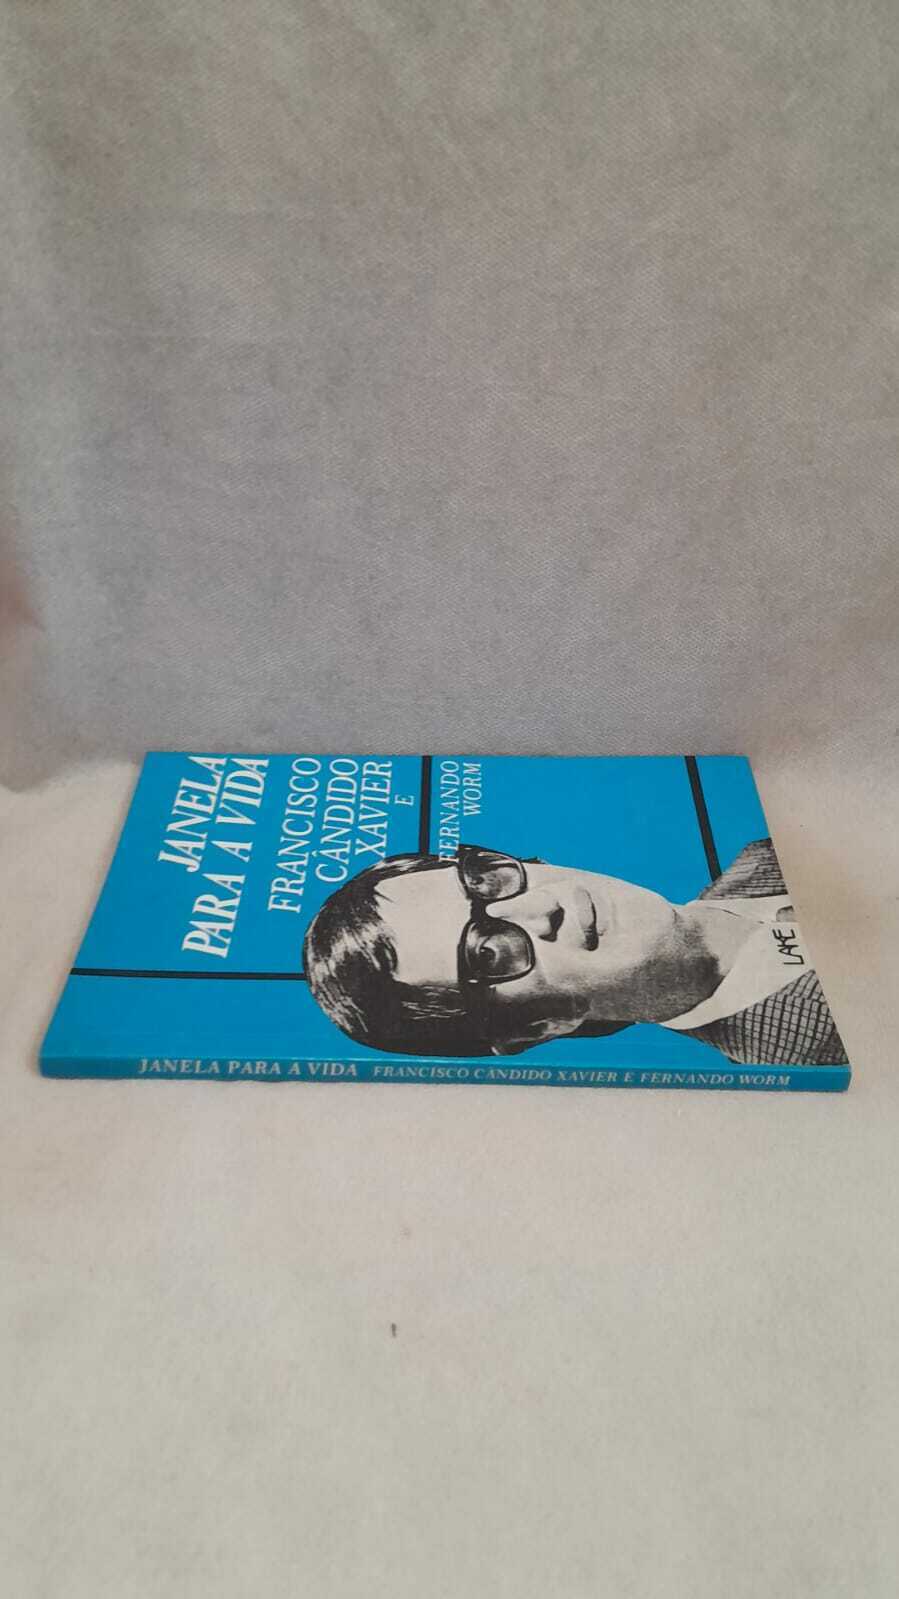 JANELA
PARA A VIDA
FRANCISCO
CÂNDIDO
XAVIER
E
FERNANDO
WORM
LAKE
JANELA PARA A VIDA FRANCISCO CÂNDIDO XAVIER E FERNANDO WORM